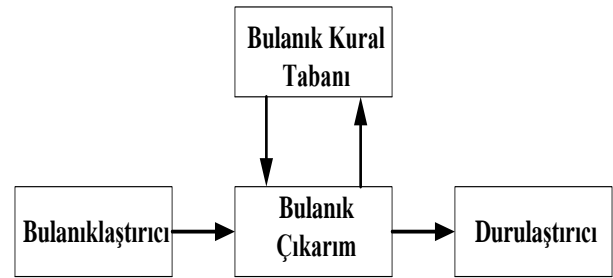 Bulanık Kural
Tabanı
Bulanıklaştırıcı
Bulanık
Çıkarım
Durulaştırıcı